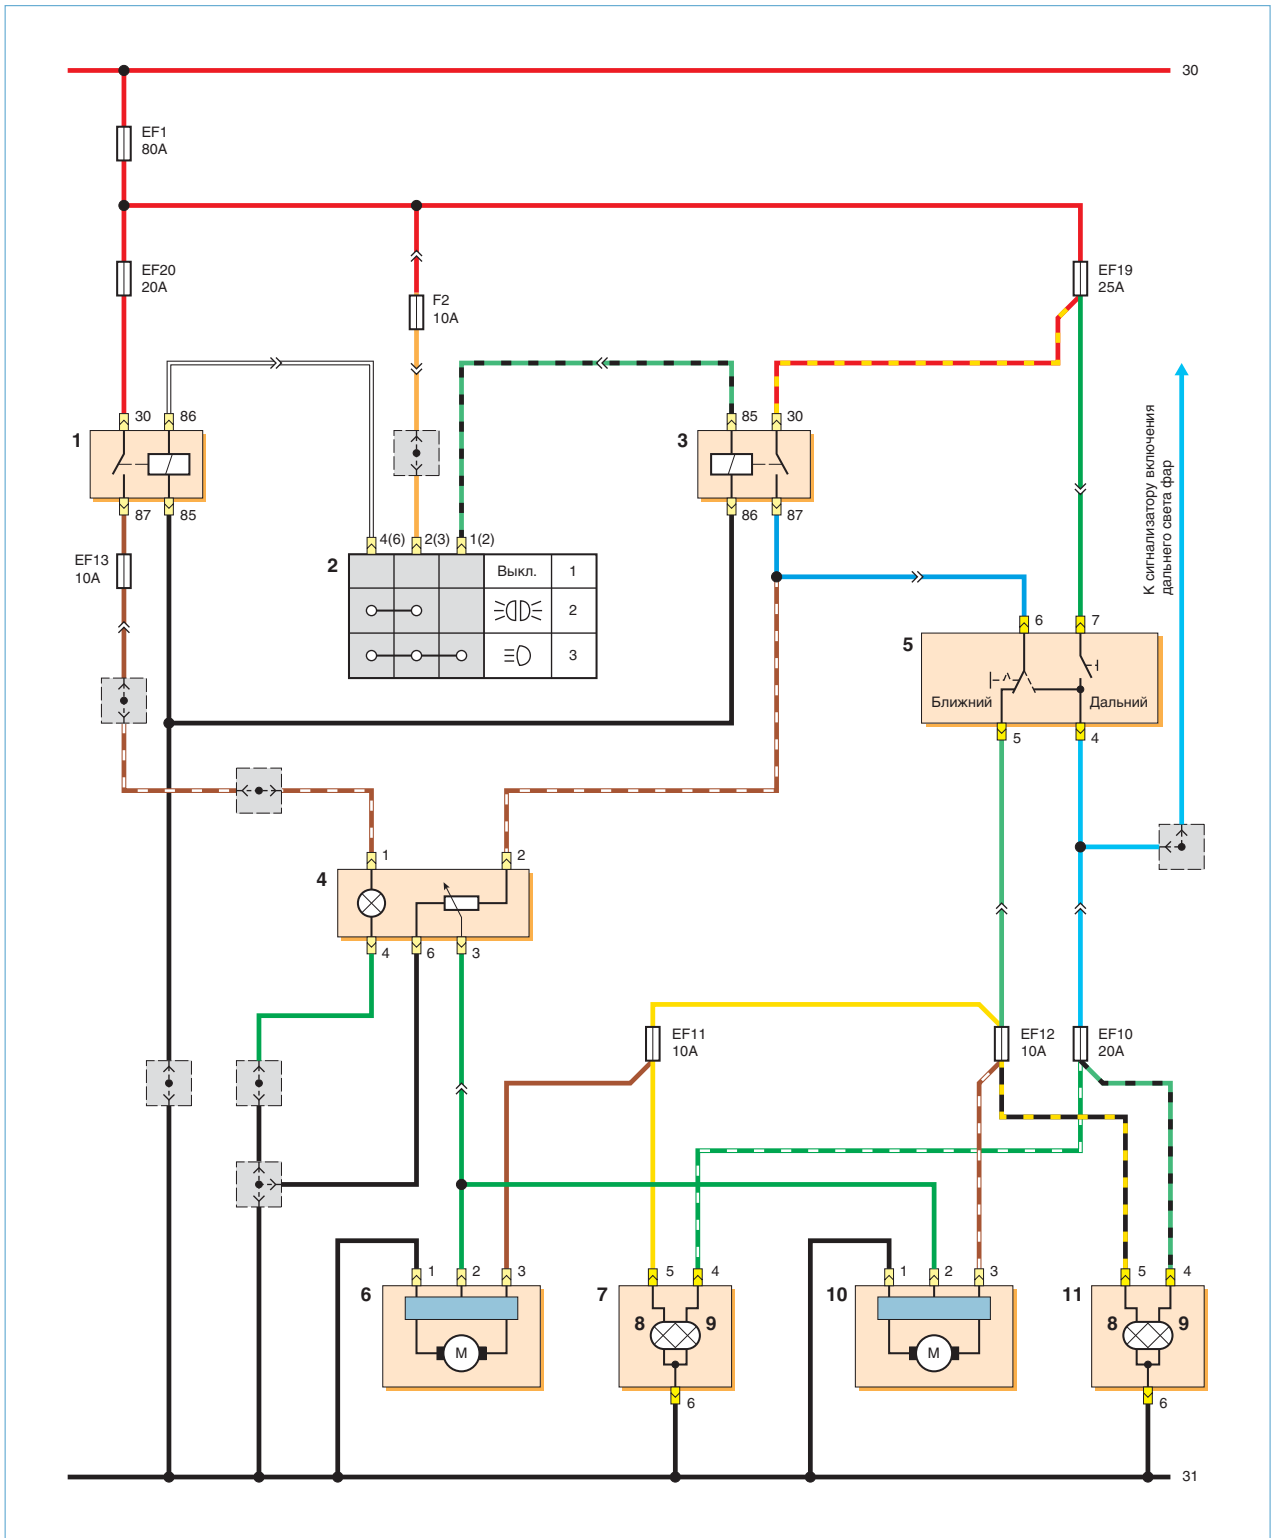 30
EF1
80A
EF20
20A
F2
10A
EF19
25A
30
86
85
30
1
3
87
85
86
87
4(6)
2(3)
1(2)
EF13
10A
2
Выкл.
1
2
3
К сигнализатору включения
дальнего света фар
6
7
5
Ближний
Дальний
5
4
1
2
4
4
6
3
EF11
10A
EF12
10A
EF10
20A
1
2
3
5
4
1
2
3
5
4
6
7
10
11
8
9
8
9
M
M
6
6
31